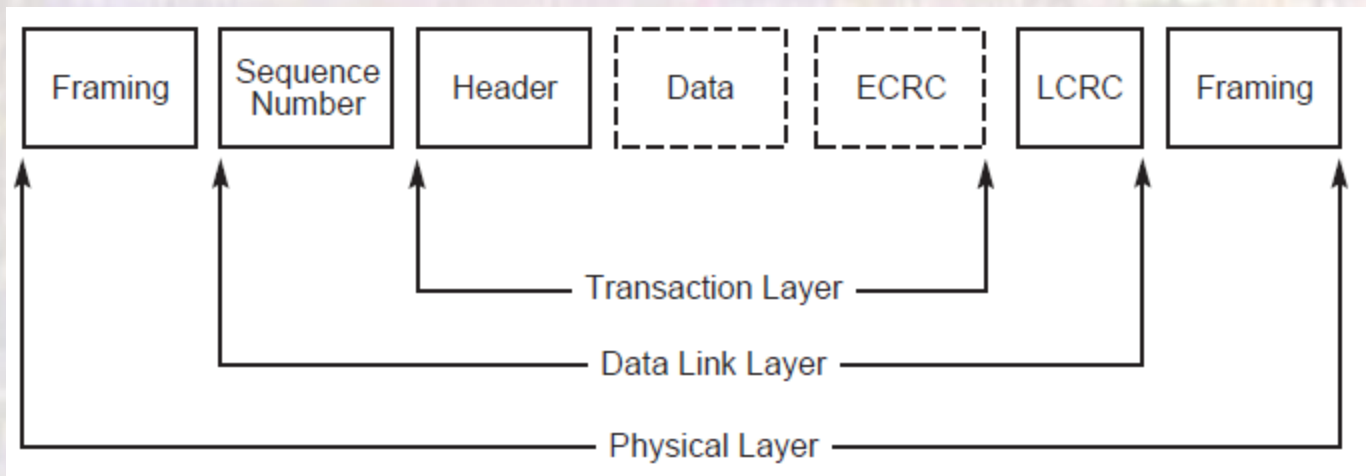 Framing
Sequence
Number
Header
Data
ECRC
LCRC
Framing
Transaction Layer
Data Link Layer
Physical Layer